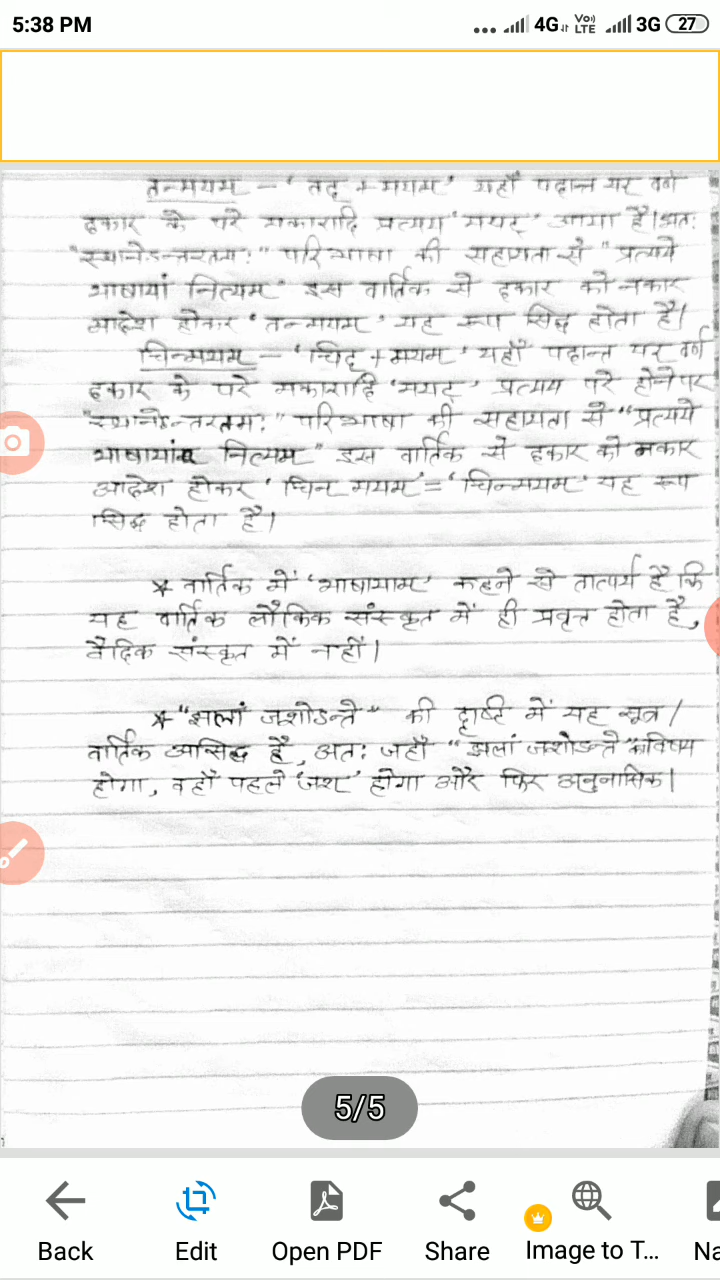 5:38 PM
4G Vo) LTE 3G 27
तन्मयम् - 'तद् + मयम्' यहाँ पदान्त यर् वर्ण
दकार के परे मकारादि प्रत्यय 'मयट्' आया है। अतः
"स्थानेऽन्तरतमः" परिभाषा की सहायता से "प्रत्यये
भाषायां नित्यम्" इस वार्तिक से दकार को नकार
आदेश होकर 'तन्मयम्' यह रूप सिद्ध होता है।
चिन्मयम् - 'चिद् + मयम्' यहाँ पदान्त यर् वर्ण
दकार के परे मकारादि 'मयट्' प्रत्यय परे होने पर
"स्थानेऽन्तरतमः" परिभाषा की सहायता से "प्रत्यये
भाषायां नित्यम्" इस वार्तिक से दकार को नकार
आदेश होकर 'चिन् मयम्' = 'चिन्मयम्' यह रूप
सिद्ध होता है।
* वार्तिक में 'भाषायाम्' कहने से तात्पर्य है कि
यह वार्तिक लौकिक संस्कृत में ही प्रवृत्त होता है,
वैदिक संस्कृत में नहीं।
* "झलां जशोऽन्ते" की दृष्टि में यह सूत्र/
वार्तिक असिद्ध है, अतः जहाँ "झलां जशोऽन्ते" का विषय
होगा, वहाँ पहले 'जश्' होगा और फिर अनुनासिक।
5/5
Back Edit Open PDF Share Image to T... Na